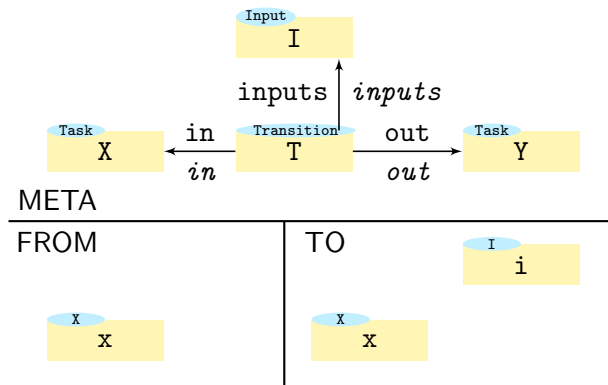 Input
I
inputs inputs
Task in Transition out Task
X T Y
in out
META
FROM TO
I
i
X X
x x